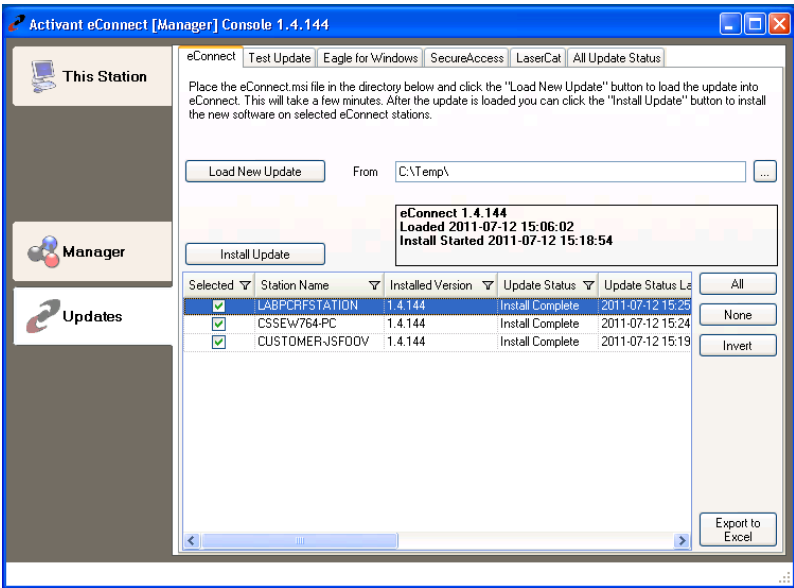 Activant eConnect [Manager] Console 1.4.144
This Station
Manager
Updates
eConnect Test Update Eagle for Windows SecureAccess LaserCat All Update Status
Place the eConnect.msi file in the directory below and click the "Load New Update" button to load the update into
eConnect. This will take a few minutes. After the update is loaded you can click the "Install Update" button to install
the new software on selected eConnect stations.
Load New Update From C:\Temp\ ...
eConnect 1.4.144
Loaded 2011-07-12 15:06:02
Install Started 2011-07-12 15:18:54
Install Update
Selected Station Name Installed Version Update Status Update Status La
LABPCRFSTATION 1.4.144 Install Complete 2011-07-12 15:25
CSSEW764-PC 1.4.144 Install Complete 2011-07-12 15:24
CUSTOMER-JSFOOV 1.4.144 Install Complete 2011-07-12 15:19
All
None
Invert
Export to
Excel